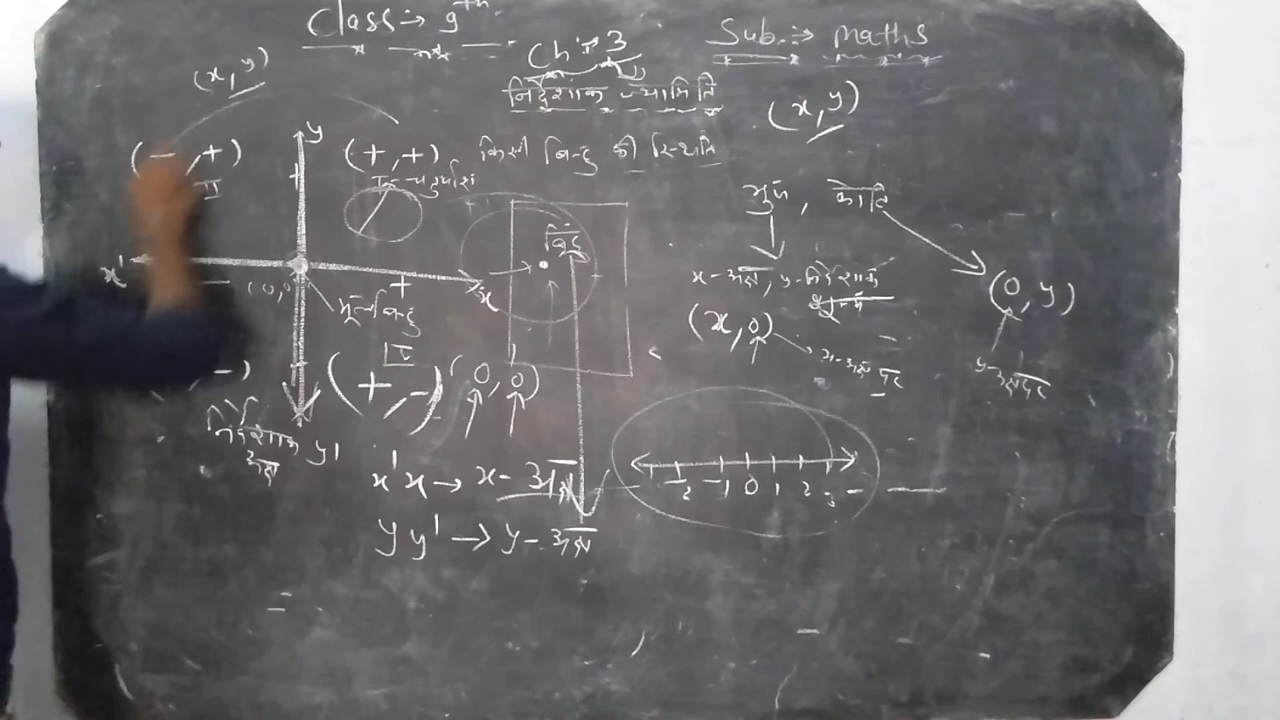 Class:→ 9th
Sub.:→ maths
Ch:→ 3
निर्देशांक ज्यामिति
(x, y)
(x, y)
(-, +)
II
y
(+, +)
किसी बिन्दु की स्थिति
भुज, कोटि
बिंदु
x'
(0,0
x
+
मूलबिन्दु
x-अक्ष, y-निर्देशांक
शून्य
(x, 0)
x-अक्ष पर
(0, y)
y-अक्ष पर
IV
(+, -)
(0, 0)
, -)
निर्देशांक
अक्ष
y'
x'x → x-अक्ष
yy' → y-अक्ष
-2 -1 0 1 2 3